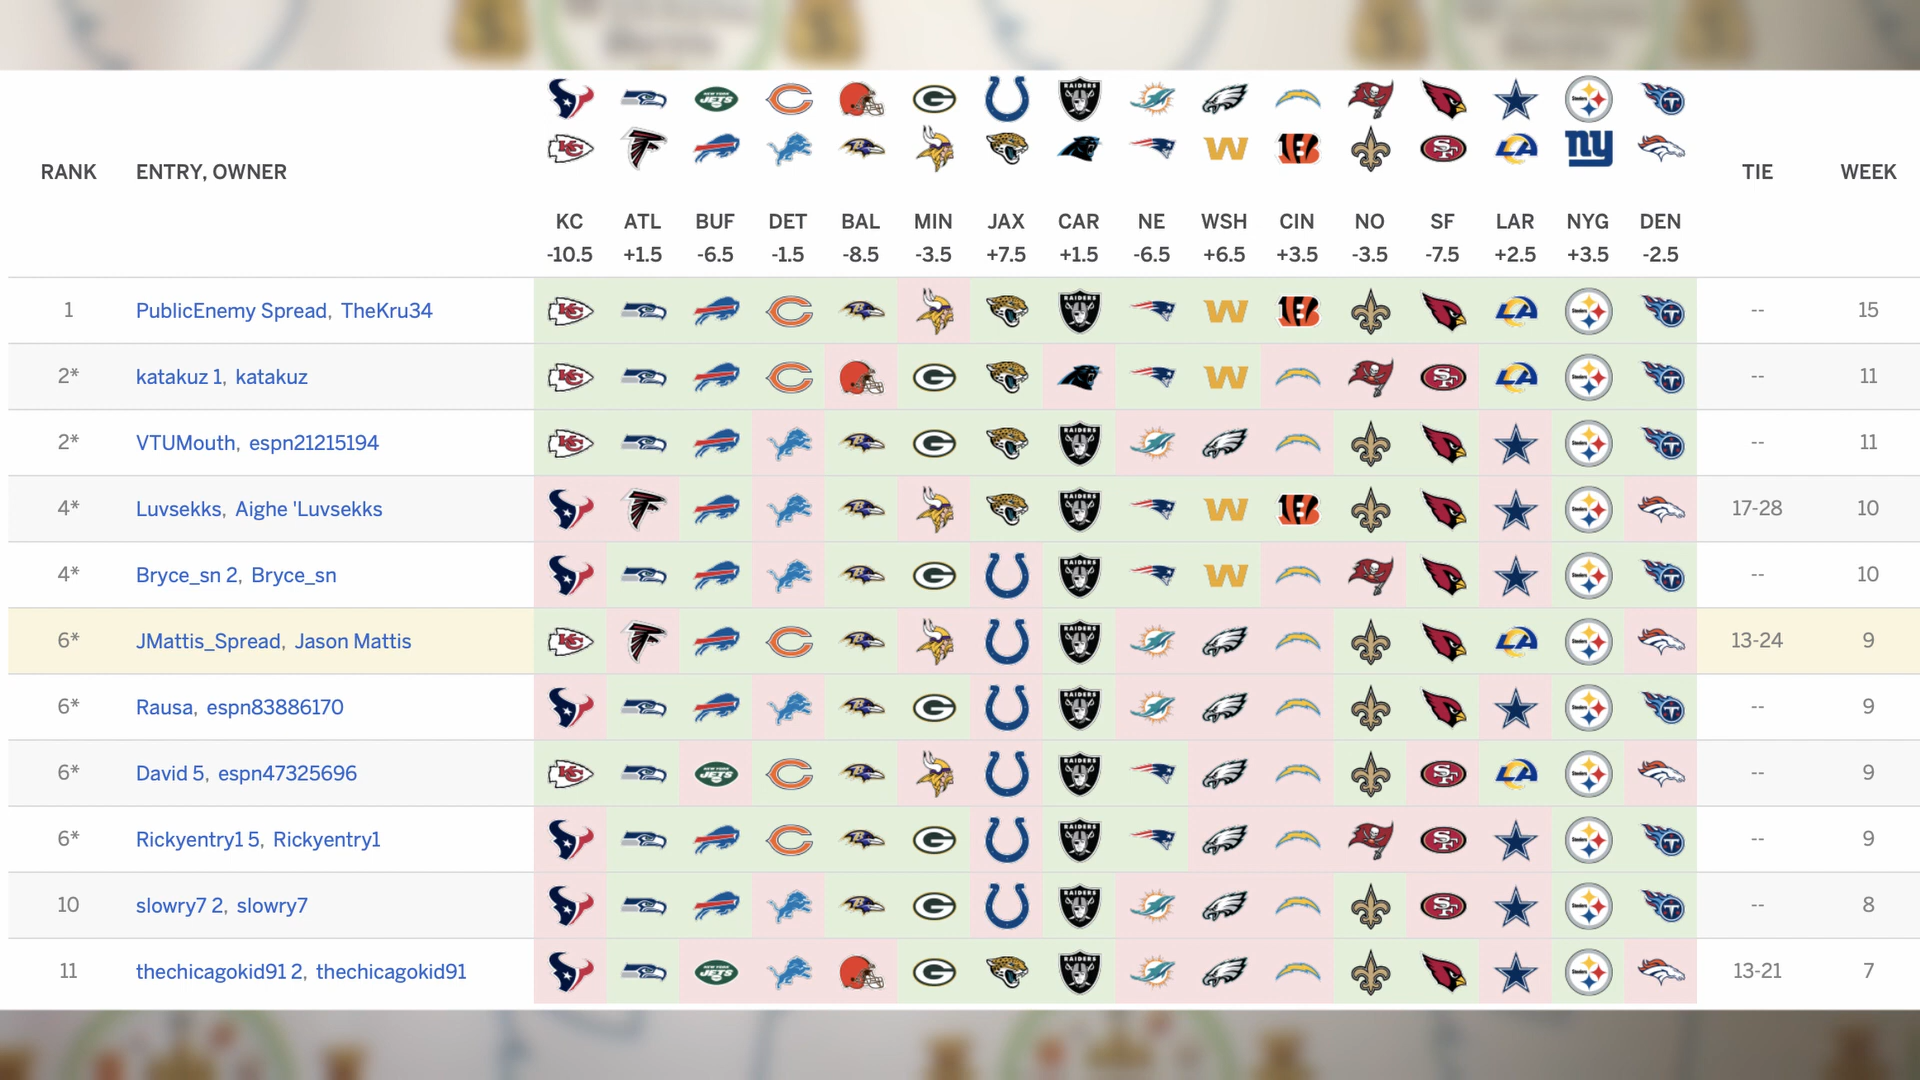 RANK ENTRY, OWNER TIE WEEK
KC ATL BUF DET BAL MIN JAX CAR NE WSH CIN NO SF LAR NYG DEN
-10.5 +1.5 -6.5 -1.5 -8.5 -3.5 +7.5 +1.5 -6.5 +6.5 +3.5 -3.5 -7.5 +2.5 +3.5 -2.5
1 PublicEnemy Spread, TheKru34 -- 15
2* katakuz 1, katakuz -- 11
2* VTUMouth, espn21215194 -- 11
4* Luvsekks, Aighe 'Luvsekks 17-28 10
4* Bryce_sn 2, Bryce_sn -- 10
6* JMattis_Spread, Jason Mattis 13-24 9
6* Rausa, espn83886170 -- 9
6* David 5, espn47325696 -- 9
6* Rickyentry1 5, Rickyentry1 -- 9
10 slowry7 2, slowry7 -- 8
11 thechicagokid91 2, thechicagokid91 13-21 7